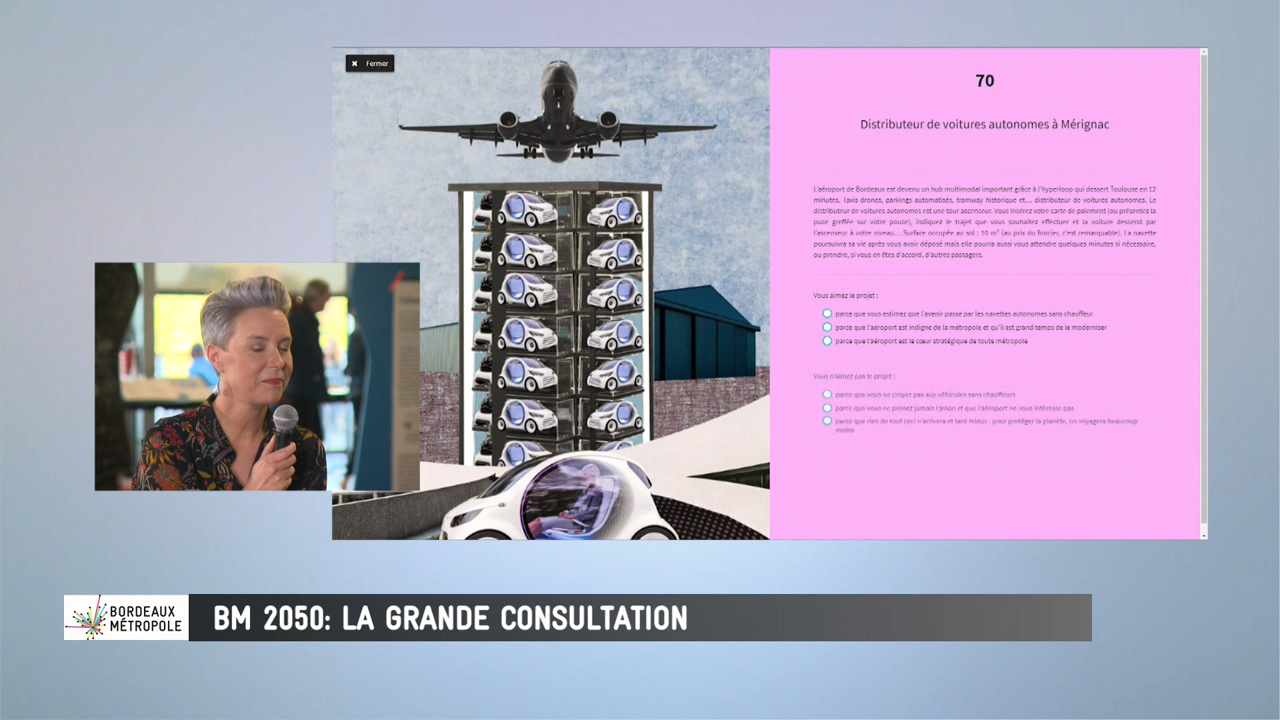 ✖ Fermer
70
Distributeur de voitures autonomes à Mérignac
L'aéroport de Bordeaux est devenu un hub multimodal important grâce à l'hyperloop qui dessert Toulouse en 12
minutes. Taxis drones, parkings automatisés, tramway historique et... distributeur de voitures autonomes. Le
distributeur de voitures autonomes est une tour ascenseur. Vous insérez votre carte de paiement (ou présentez la
puce greffée sur votre pouce), indiquez le trajet que vous souhaitez effectuer et la voiture descend par
l'ascenseur à votre niveau... Surface occupée au sol : 10 m² (au prix du foncier, c'est remarquable). La navette
poursuivra sa vie après vous avoir déposé mais elle pourra aussi vous attendre quelques minutes si nécessaire,
ou prendre, si vous en êtes d'accord, d'autres passagers.
Vous aimez le projet :
parce que vous estimez que l'avenir passe par les navettes autonomes sans chauffeur
parce que l'aéroport est indigne de la métropole et qu'il est grand temps de le moderniser
parce que l'aéroport est le cœur stratégique de toute métropole
Vous n'aimez pas le projet :
parce que vous ne croyez pas aux véhicules sans chauffeurs
parce que vous ne prenez jamais l'avion et que l'aéroport ne vous intéresse pas
parce que rien de tout ceci n'arrivera et tant mieux : pour protéger la planète, on voyagera beaucoup
moins
BORDEAUX
MÉTROPOLE
BM 2050: LA GRANDE CONSULTATION